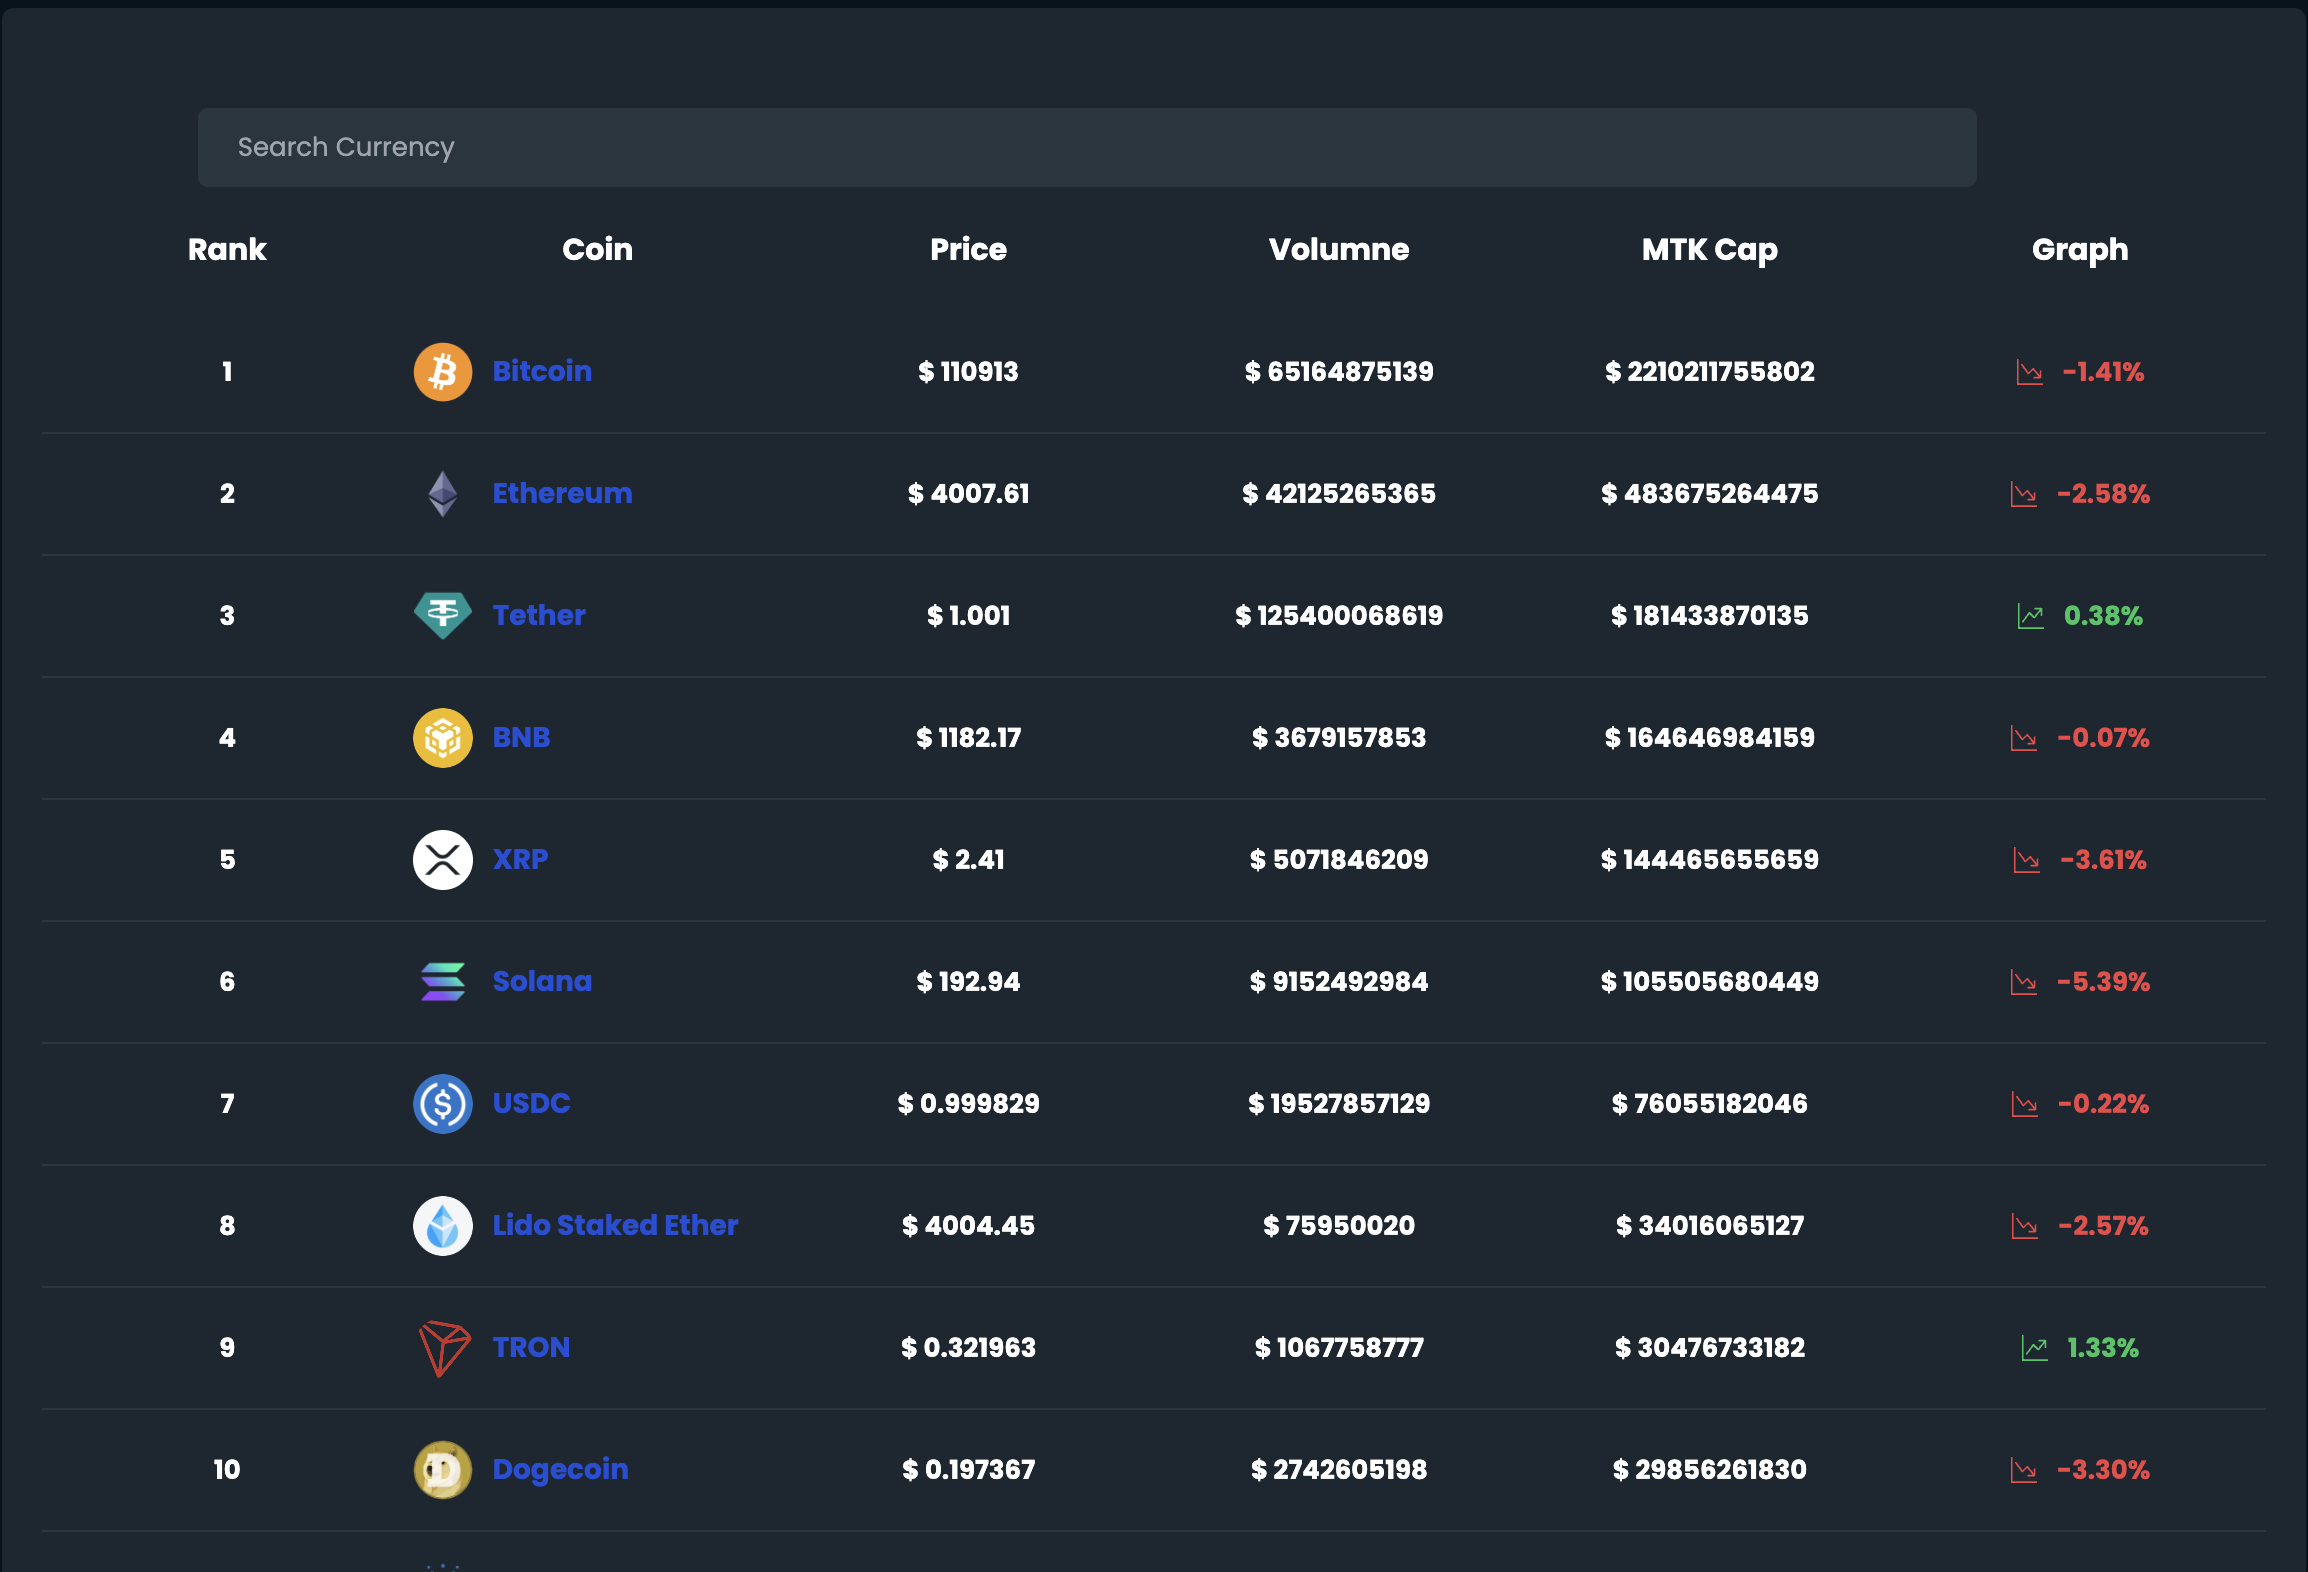 Search Currency
Rank Coin Price Volumne MTK Cap Graph
1 Bitcoin $ 110913 $ 65164875139 $ 2210211755802 -1.41%
2 Ethereum $ 4007.61 $ 42125265365 $ 483675264475 -2.58%
3 Tether $ 1.001 $ 125400068619 $ 181433870135 0.38%
4 BNB $ 1182.17 $ 3679157853 $ 164646984159 -0.07%
5 XRP $ 2.41 $ 5071846209 $ 144465655659 -3.61%
6 Solana $ 192.94 $ 9152492984 $ 105505680449 -5.39%
7 USDC $ 0.999829 $ 19527857129 $ 76055182046 -0.22%
8 Lido Staked Ether $ 4004.45 $ 75950020 $ 34016065127 -2.57%
9 TRON $ 0.321963 $ 1067758777 $ 30476733182 1.33%
10 Dogecoin $ 0.197367 $ 2742605198 $ 29856261830 -3.30%